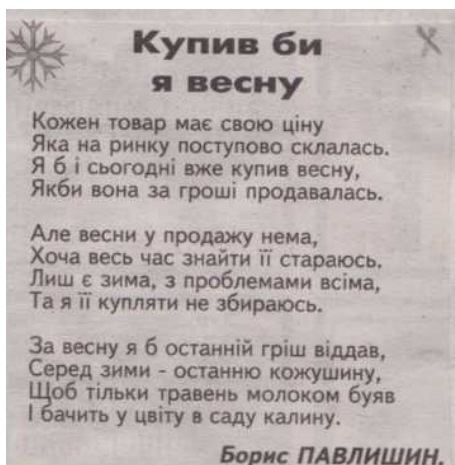 Купив би
я весну
Кожен товар має свою ціну
Яка на ринку поступово склалась.
Я б і сьогодні вже купив весну,
Якби вона за гроші продавалась.
Але весни у продажу нема,
Хоча весь час знайти її стараюсь.
Лиш є зима, з проблемами всіма,
Та я її купляти не збираюсь.
За весну я б останній гріш віддав,
Серед зими - останню кожушину,
Щоб тільки травень молоком буяв
І бачить у цвіту в саду калину.
Борис ПАВЛИШИН.